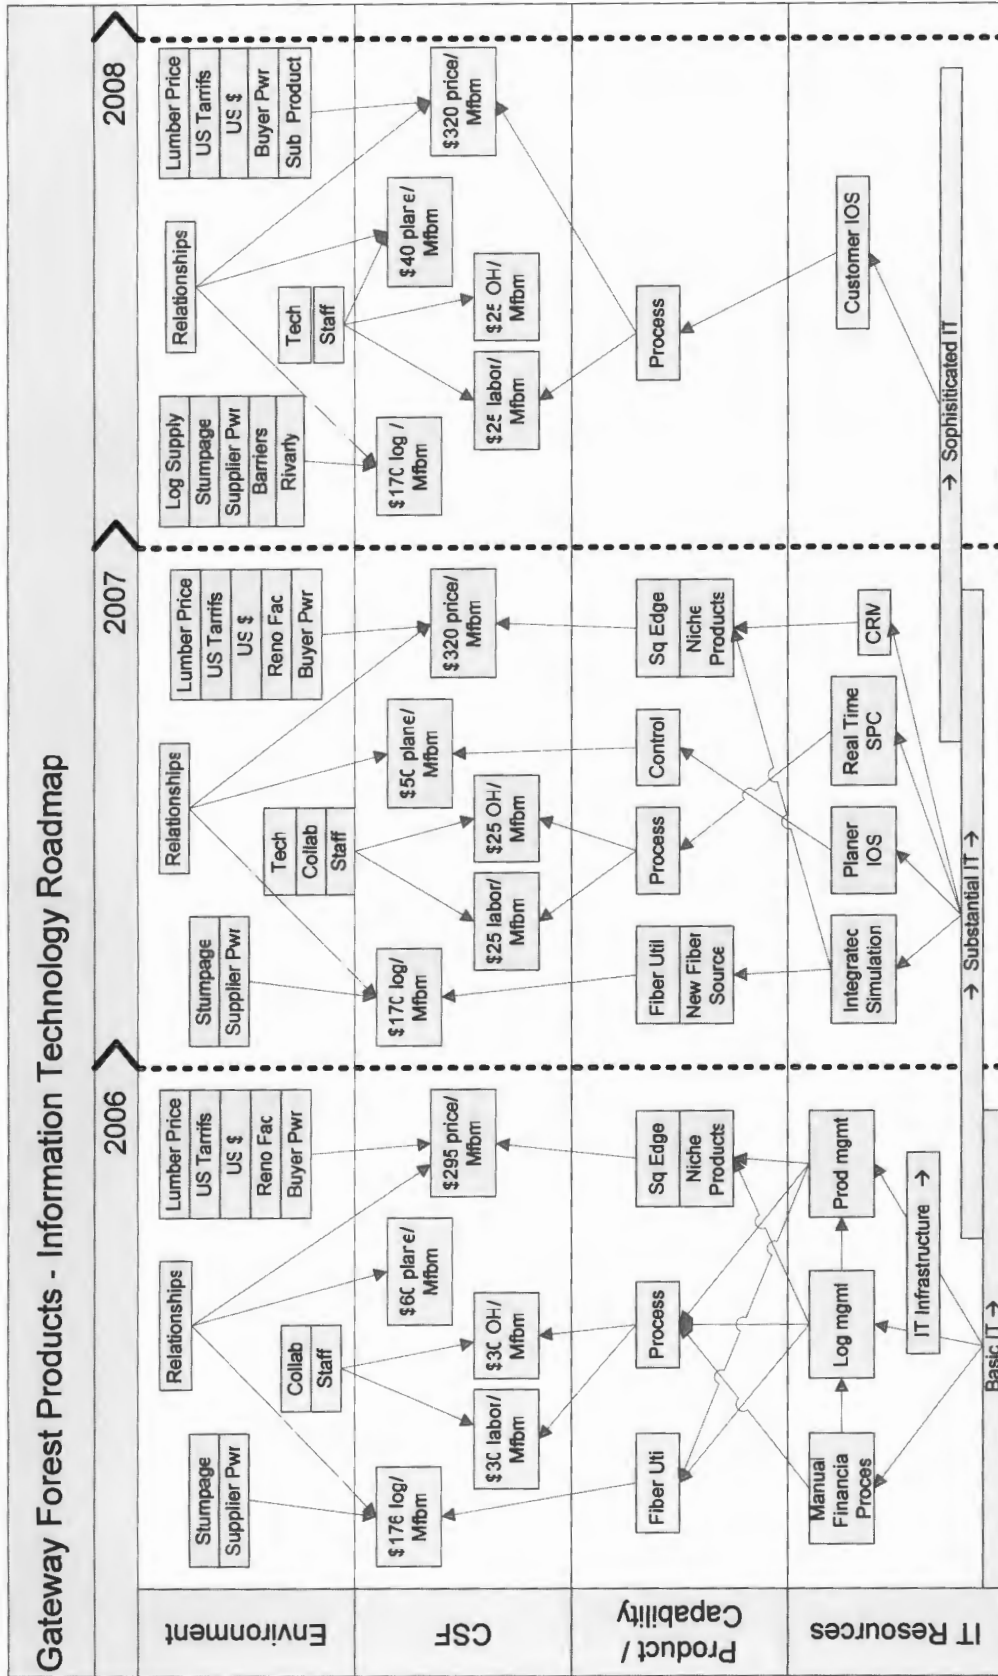 Gateway Forest Products - Information Technology Roadmap
2006
2007
2008
Environment
Stumpage
Supplier Pwr
Relationships
Collab
Staff
Lumber Price
US Tarrifs
US $
Reno Fac
Buyer Pwr
Stumpage
Supplier Pwr
Relationships
Tech
Collab
Staff
Lumber Price
US Tarrifs
US $
Reno Fac
Buyer Pwr
Log Supply
Stumpage
Supplier Pwr
Barriers
Rivarly
Relationships
Tech
Staff
Lumber Price
US Tarrifs
US $
Buyer Pwr
Sub Product
CSF
$176 log/
Mfbm
$30 labor/
Mfbm
$30 OH/
Mfbm
$60 plane/
Mfbm
$295 price/
Mfbm
$170 log/
Mfbm
$25 labor/
Mfbm
$25 OH/
Mfbm
$50 plane/
Mfbm
$320 price/
Mfbm
$170 log /
Mfbm
$25 labor/
Mfbm
$25 OH/
Mfbm
$40 plane/
Mfbm
$320 price/
Mfbm
Product /
Capability
Fiber Uti
Process
Sq Edge
Niche
Products
Fiber Util
New Fiber
Source
Process
Control
Sq Edge
Niche
Products
Process
IT Resources
Manual
Financia
Proces
Log mgmt
Prod mgmt
IT Infrastructure →
Integratec
Simulation
Planer
IOS
Real Time
SPC
CRM
Customer IOS
Basic IT →
→ Substantial IT →
→ Sophisiticated IT